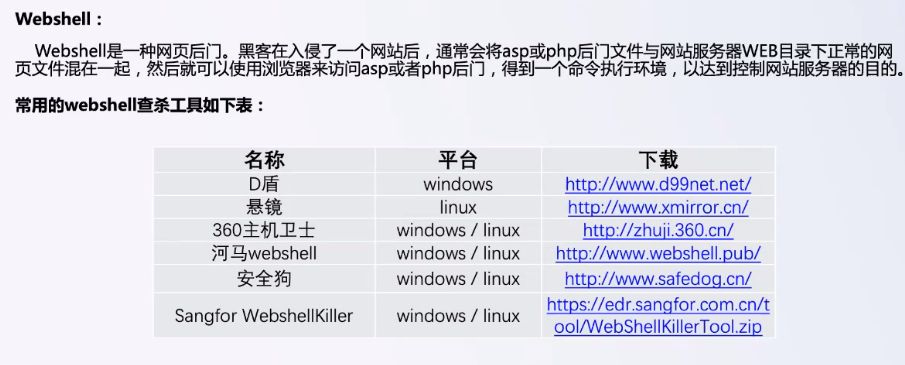 Webshell：
Webshell是一种网页后门。黑客在入侵了一个网站后，通常会将asp或php后门文件与网站服务器WEB目录下正常的网
页文件混在一起，然后就可以使用浏览器来访问asp或者php后门，得到一个命令执行环境，以达到控制网站服务器的目的。
常用的webshell查杀工具如下表：
名称 平台 下载
D盾 windows http://www.d99net.net/
悬镜 linux http://www.xmirror.cn/
360主机卫士 windows / linux http://zhuji.360.cn/
河马webshell windows / linux http://www.webshell.pub/
安全狗 windows / linux http://www.safedog.cn/
Sangfor WebshellKiller windows / linux https://edr.sangfor.com.cn/t
ool/WebShellKillerTool.zip